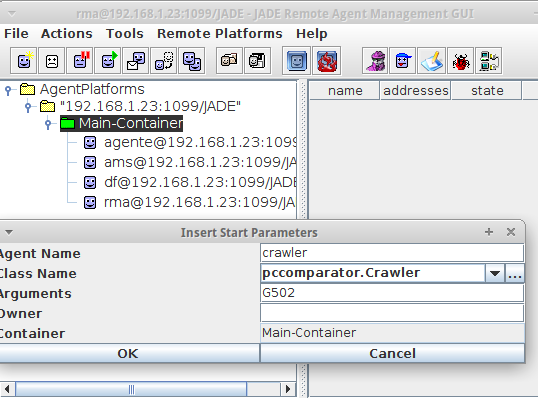 rma@192.168.1.23:1099/JADE - JADE Remote Agent Management GUI
File Actions Tools Remote Platforms Help
AgentPlatforms
"192.168.1.23:1099/JADE"
Main-Container
agente@192.168.1.23:1099
ams@192.168.1.23:1099/JA
df@192.168.1.23:1099/JADE
rma@192.168.1.23:1099/JA
name addresses state
Insert Start Parameters
Agent Name crawler
Class Name pccomparator.Crawler ...
Arguments G502
Owner
Container Main-Container
OK Cancel